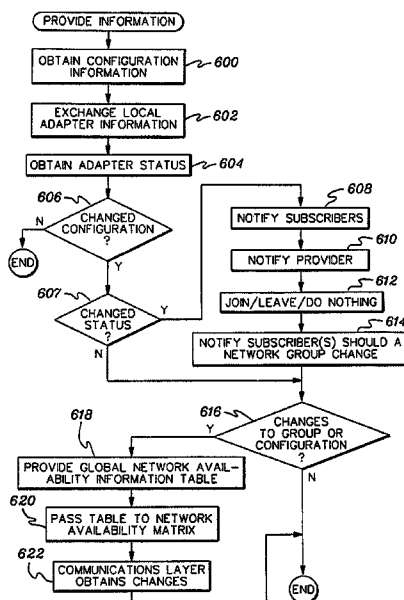 PROVIDE INFORMATION
OBTAIN CONFIGURATION
INFORMATION
600
EXCHANGE LOCAL
ADAPTER INFORMATION
602
OBTAIN ADAPTER STATUS
604
606
CHANGED
CONFIGURATION
?
N
END
Y
607
CHANGED
STATUS
?
Y
N
608
NOTIFY SUBSCRIBERS
610
NOTIFY PROVIDER
612
JOIN/LEAVE/DO NOTHING
614
NOTIFY SUBSCRIBER(S) SHOULD A
NETWORK GROUP CHANGE
616
CHANGES
TO GROUP OR
CONFIGURATION
?
Y
N
618
PROVIDE GLOBAL NETWORK AVAIL-
ABILITY INFORMATION TABLE
620
PASS TABLE TO NETWORK
AVAILABILITY MATRIX
622
COMMUNICATIONS LAYER
OBTAINS CHANGES
END